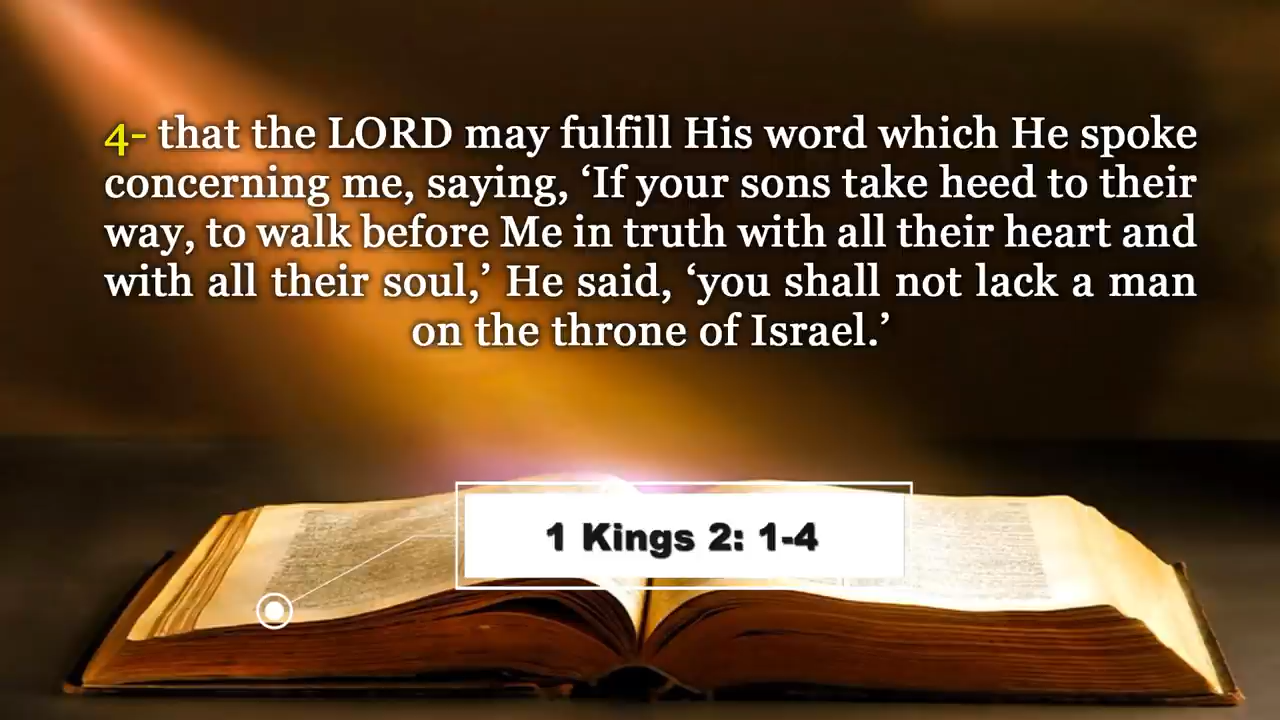 4- that the LORD may fulfill His word which He spoke
concerning me, saying, ‘If your sons take heed to their
way, to walk before Me in truth with all their heart and
with all their soul,’ He said, ‘you shall not lack a man
on the throne of Israel.’
1 Kings 2: 1-4